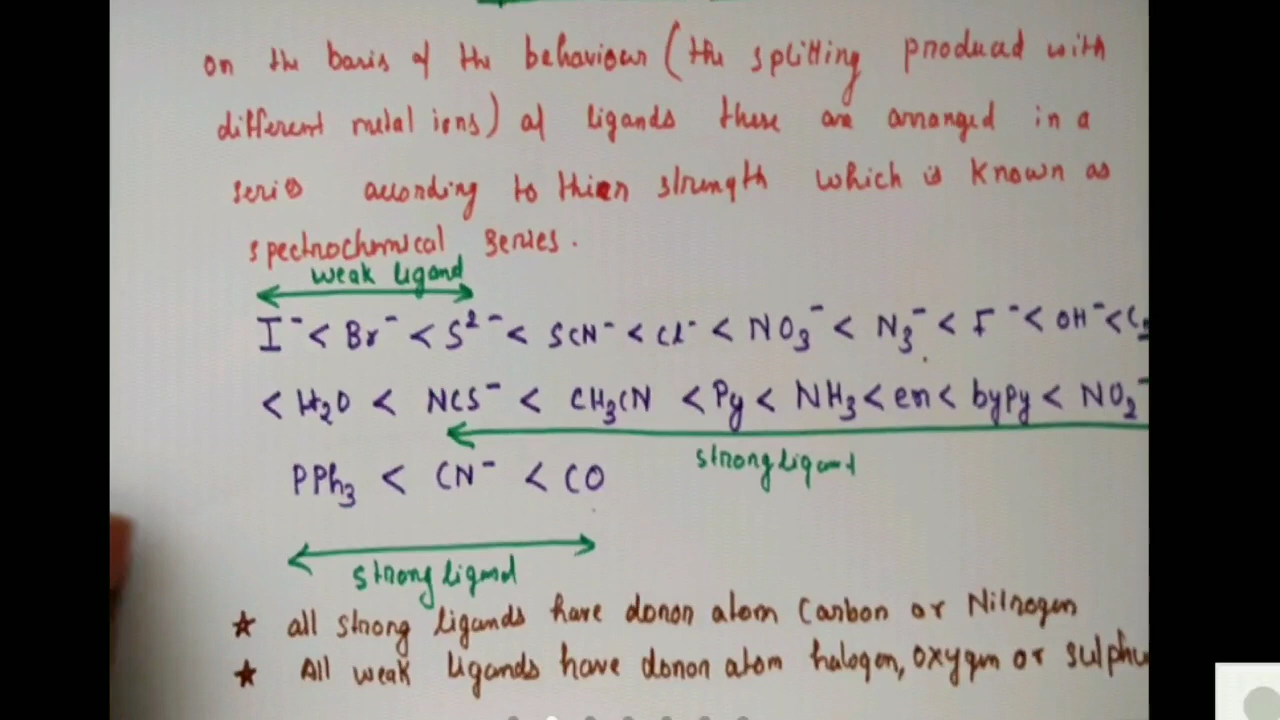 on the basis of the behaviour (the splitting produced with
different metal ions) of ligands these are arranged in a
series according to thier strength which is known as
spectrochemical series.
weak ligand
I⁻ < Br⁻ < S²⁻ < SCN⁻ < Cl⁻ < NO₃⁻ < N₃⁻ < F⁻ < OH⁻ <
< H₂O < NCS⁻ < CH₃CN < Py < NH₃ < en < bypy < NO₂⁻
strong ligand
PPh₃ < CN⁻ < CO
strong ligand
★ all strong ligands have donor atom Carbon or Nitrogen
★ All weak ligands have donor atom halogen, oxygen or sulphu